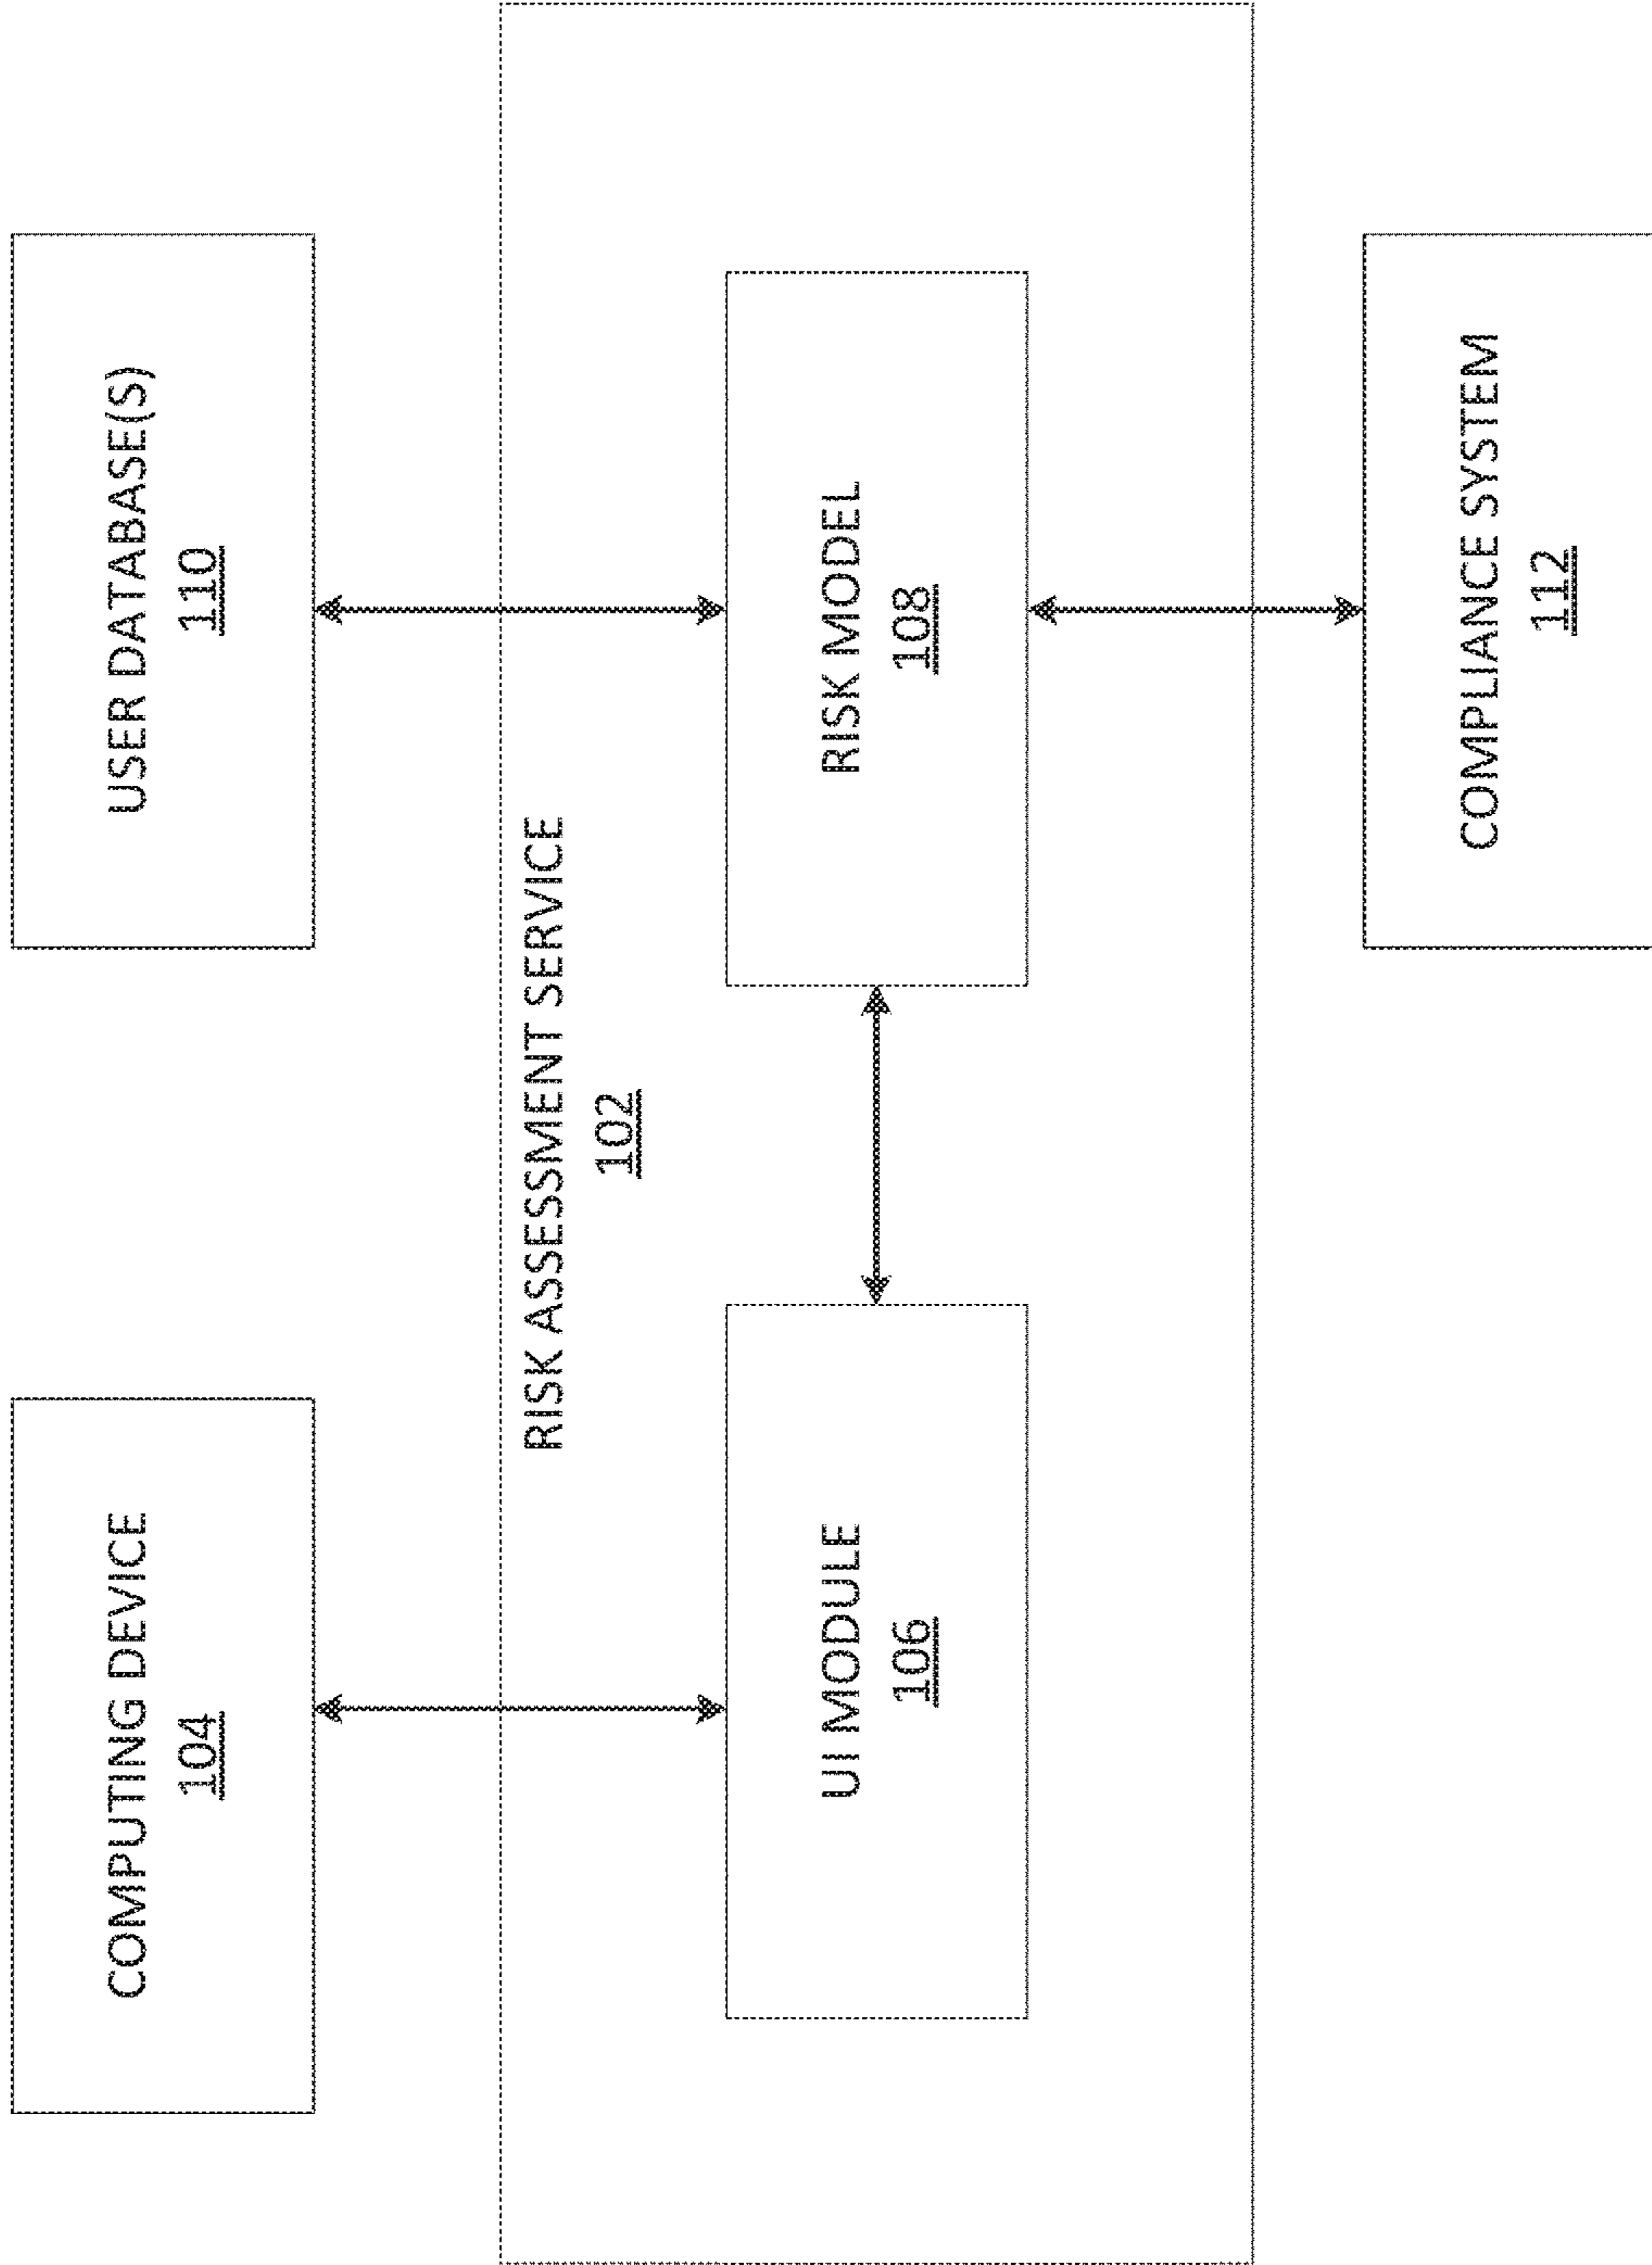 COMPUTING DEVICE
104
USER DATABASE(S)
110
RISK ASSESSMENT SERVICE
102
UI MODULE
106
RISK MODEL
108
COMPLIANCE SYSTEM
112